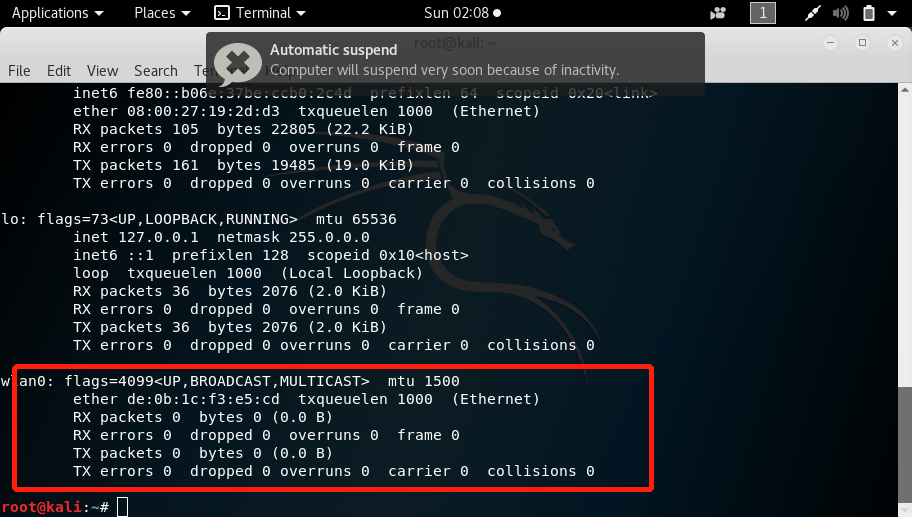 Applications Places Terminal Sun 02:08 1
root@kali: ~
Automatic suspend
File Edit View Search
Computer will suspend very soon because of inactivity.
inet6 fe80::b06e:37be:ccb0:2c4d prefixlen 64 scopeid 0x20<link>
ether 08:00:27:19:2d:d3 txqueuelen 1000 (Ethernet)
RX packets 105 bytes 22805 (22.2 KiB)
RX errors 0 dropped 0 overruns 0 frame 0
TX packets 161 bytes 19485 (19.0 KiB)
TX errors 0 dropped 0 overruns 0 carrier 0 collisions 0
lo: flags=73<UP,LOOPBACK,RUNNING> mtu 65536
inet 127.0.0.1 netmask 255.0.0.0
inet6 ::1 prefixlen 128 scopeid 0x10<host>
loop txqueuelen 1000 (Local Loopback)
RX packets 36 bytes 2076 (2.0 KiB)
RX errors 0 dropped 0 overruns 0 frame 0
TX packets 36 bytes 2076 (2.0 KiB)
TX errors 0 dropped 0 overruns 0 carrier 0 collisions 0
wlan0: flags=4099<UP,BROADCAST,MULTICAST> mtu 1500
ether de:0b:1c:f3:e5:cd txqueuelen 1000 (Ethernet)
RX packets 0 bytes 0 (0.0 B)
RX errors 0 dropped 0 overruns 0 frame 0
TX packets 0 bytes 0 (0.0 B)
TX errors 0 dropped 0 overruns 0 carrier 0 collisions 0
root@kali:~#